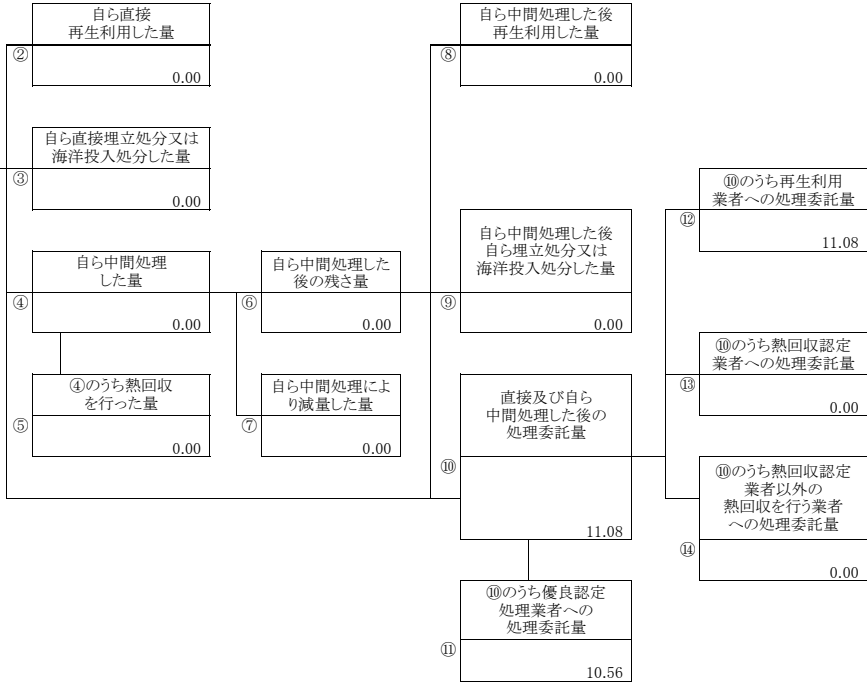 自ら直接
再生利用した量
②
0.00
自ら直接埋立処分又は
海洋投入処分した量
③
0.00
自ら中間処理
した量
④
0.00
④のうち熱回収
を行った量
⑤
0.00
自ら中間処理した
後の残さ量
⑥
0.00
自ら中間処理によ
り減量した量
⑦
0.00
自ら中間処理した後
再生利用した量
⑧
0.00
自ら中間処理した後
自ら埋立処分又は
海洋投入処分した量
⑨
0.00
直接及び自ら
中間処理した後の
処理委託量
⑩
11.08
⑩のうち優良認定
処理業者への
処理委託量
⑪
10.56
⑩のうち再生利用
業者への処理委託量
⑫
11.08
⑩のうち熱回収認定
業者への処理委託量
⑬
0.00
⑩のうち熱回収認定
業者以外の
熱回収を行う業者
への処理委託量
⑭
0.00